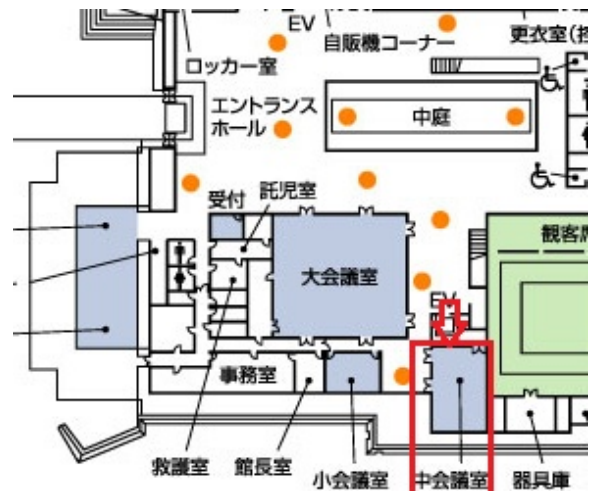 EV
自販機コーナー
更衣室(控
ロッカー室
エントランス
ホール
中庭
受付
託児室
観客席
大会議室
EV
事務室
救護室
館長室
小会議室
中会議室
器具庫